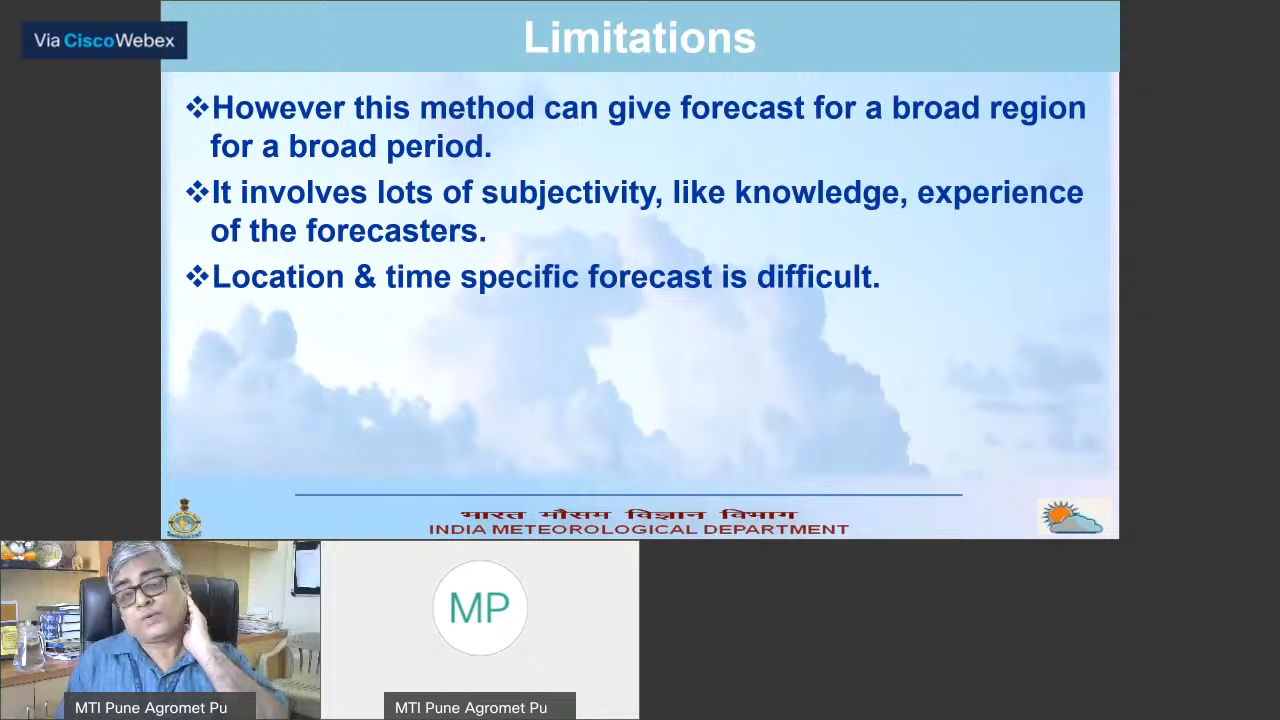 Via CiscoWebex
Limitations
❖However this method can give forecast for a broad region
for a broad period.
❖It involves lots of subjectivity, like knowledge, experience
of the forecasters.
❖Location & time specific forecast is difficult.
भारत मौसम विज्ञान विभाग
INDIA METEOROLOGICAL DEPARTMENT
MP
MTI Pune Agromet Pu
MTI Pune Agromet Pu